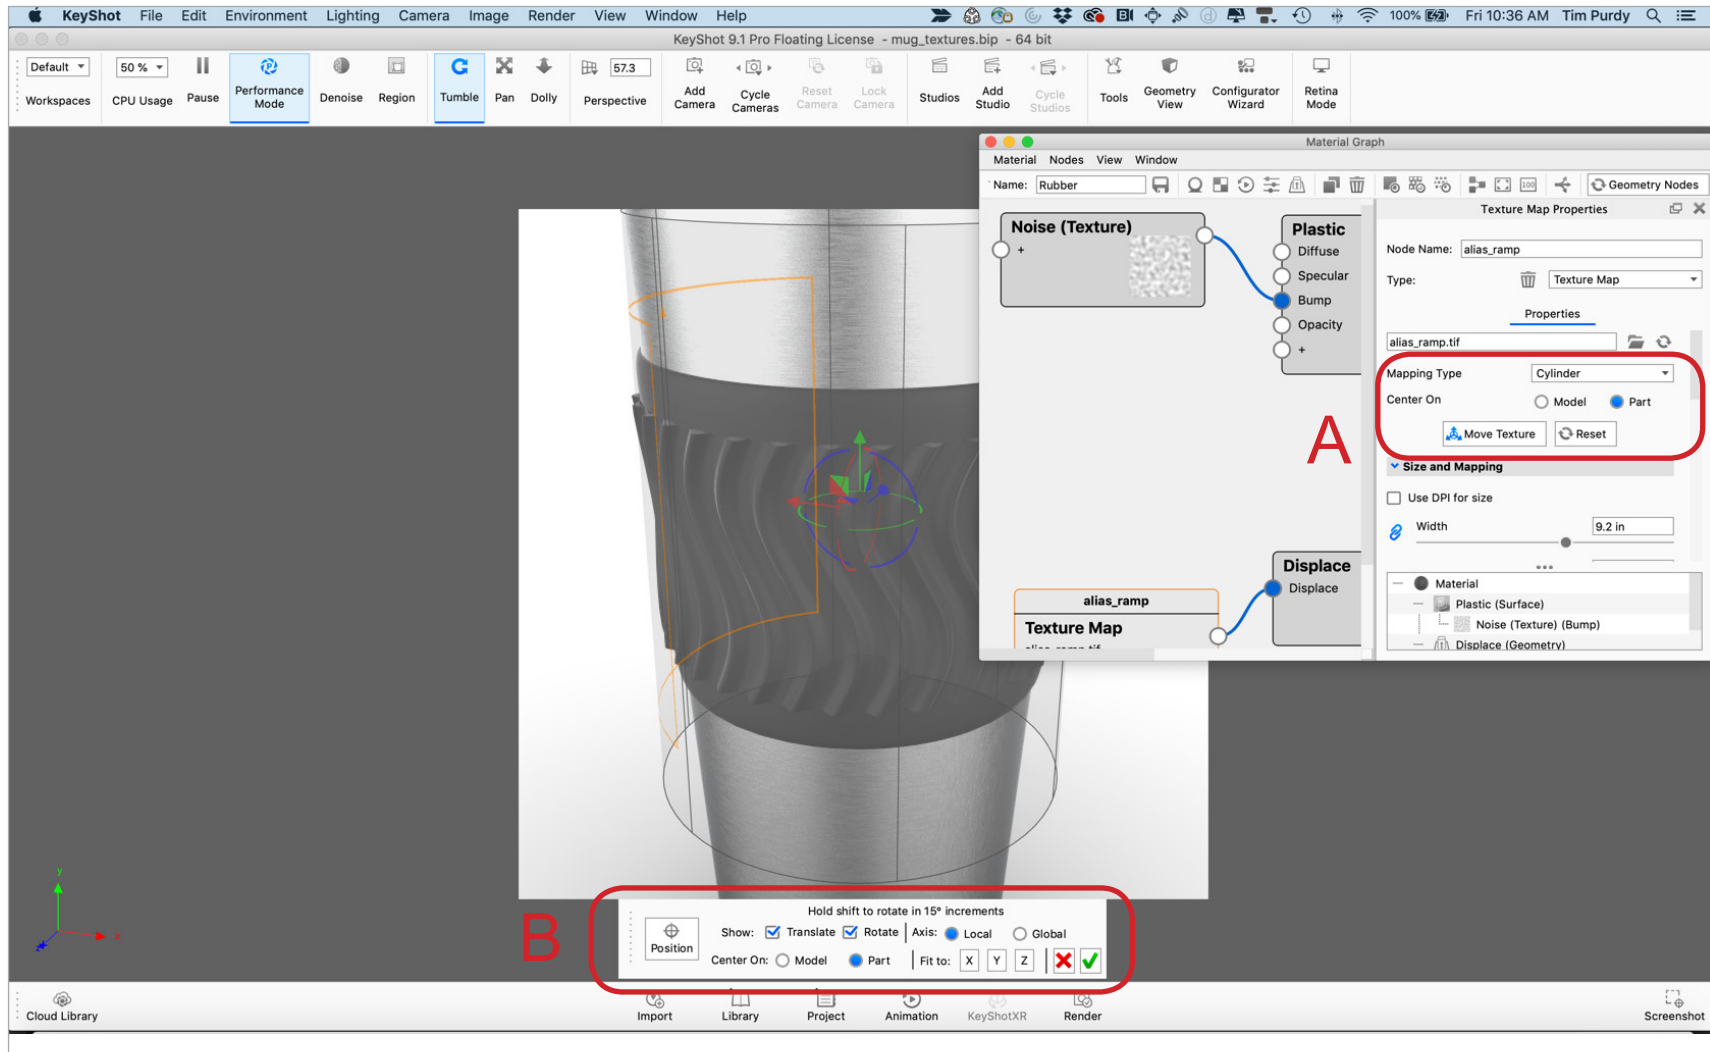 KeyShot File Edit Environment Lighting Camera Image Render View Window Help 100% Fri 10:36 AM Tim Purdy
KeyShot 9.1 Pro Floating License - mug_textures.bip - 64 bit
Default 50 % 57.3
Workspaces CPU Usage Pause Performance Mode Denoise Region Tumble Pan Dolly Perspective Add Camera Cycle Cameras Reset Camera Lock Camera Studios Add Studio Cycle Studios Tools Geometry View Configurator Wizard Retina Mode
Material Graph
Material Nodes View Window
Name: Rubber Geometry Nodes
Noise (Texture)
+
Plastic
Diffuse
Specular
Bump
Opacity
+
Displace
Displace
alias_ramp
Texture Map
Texture Map Properties
Node Name: alias_ramp
Type: Texture Map
Properties
alias_ramp.tif
Mapping Type Cylinder
Center On Model Part
Move Texture Reset
Size and Mapping
Use DPI for size
Width 9.2 in
Material
Plastic (Surface)
Noise (Texture) (Bump)
Displace (Geometry)
A
B
Hold shift to rotate in 15° increments
Position
Show: Translate Rotate Axis: Local Global
Center On: Model Part Fit to: X Y Z
y
x
Cloud Library Import Library Project Animation KeyShotXR Render Screenshot